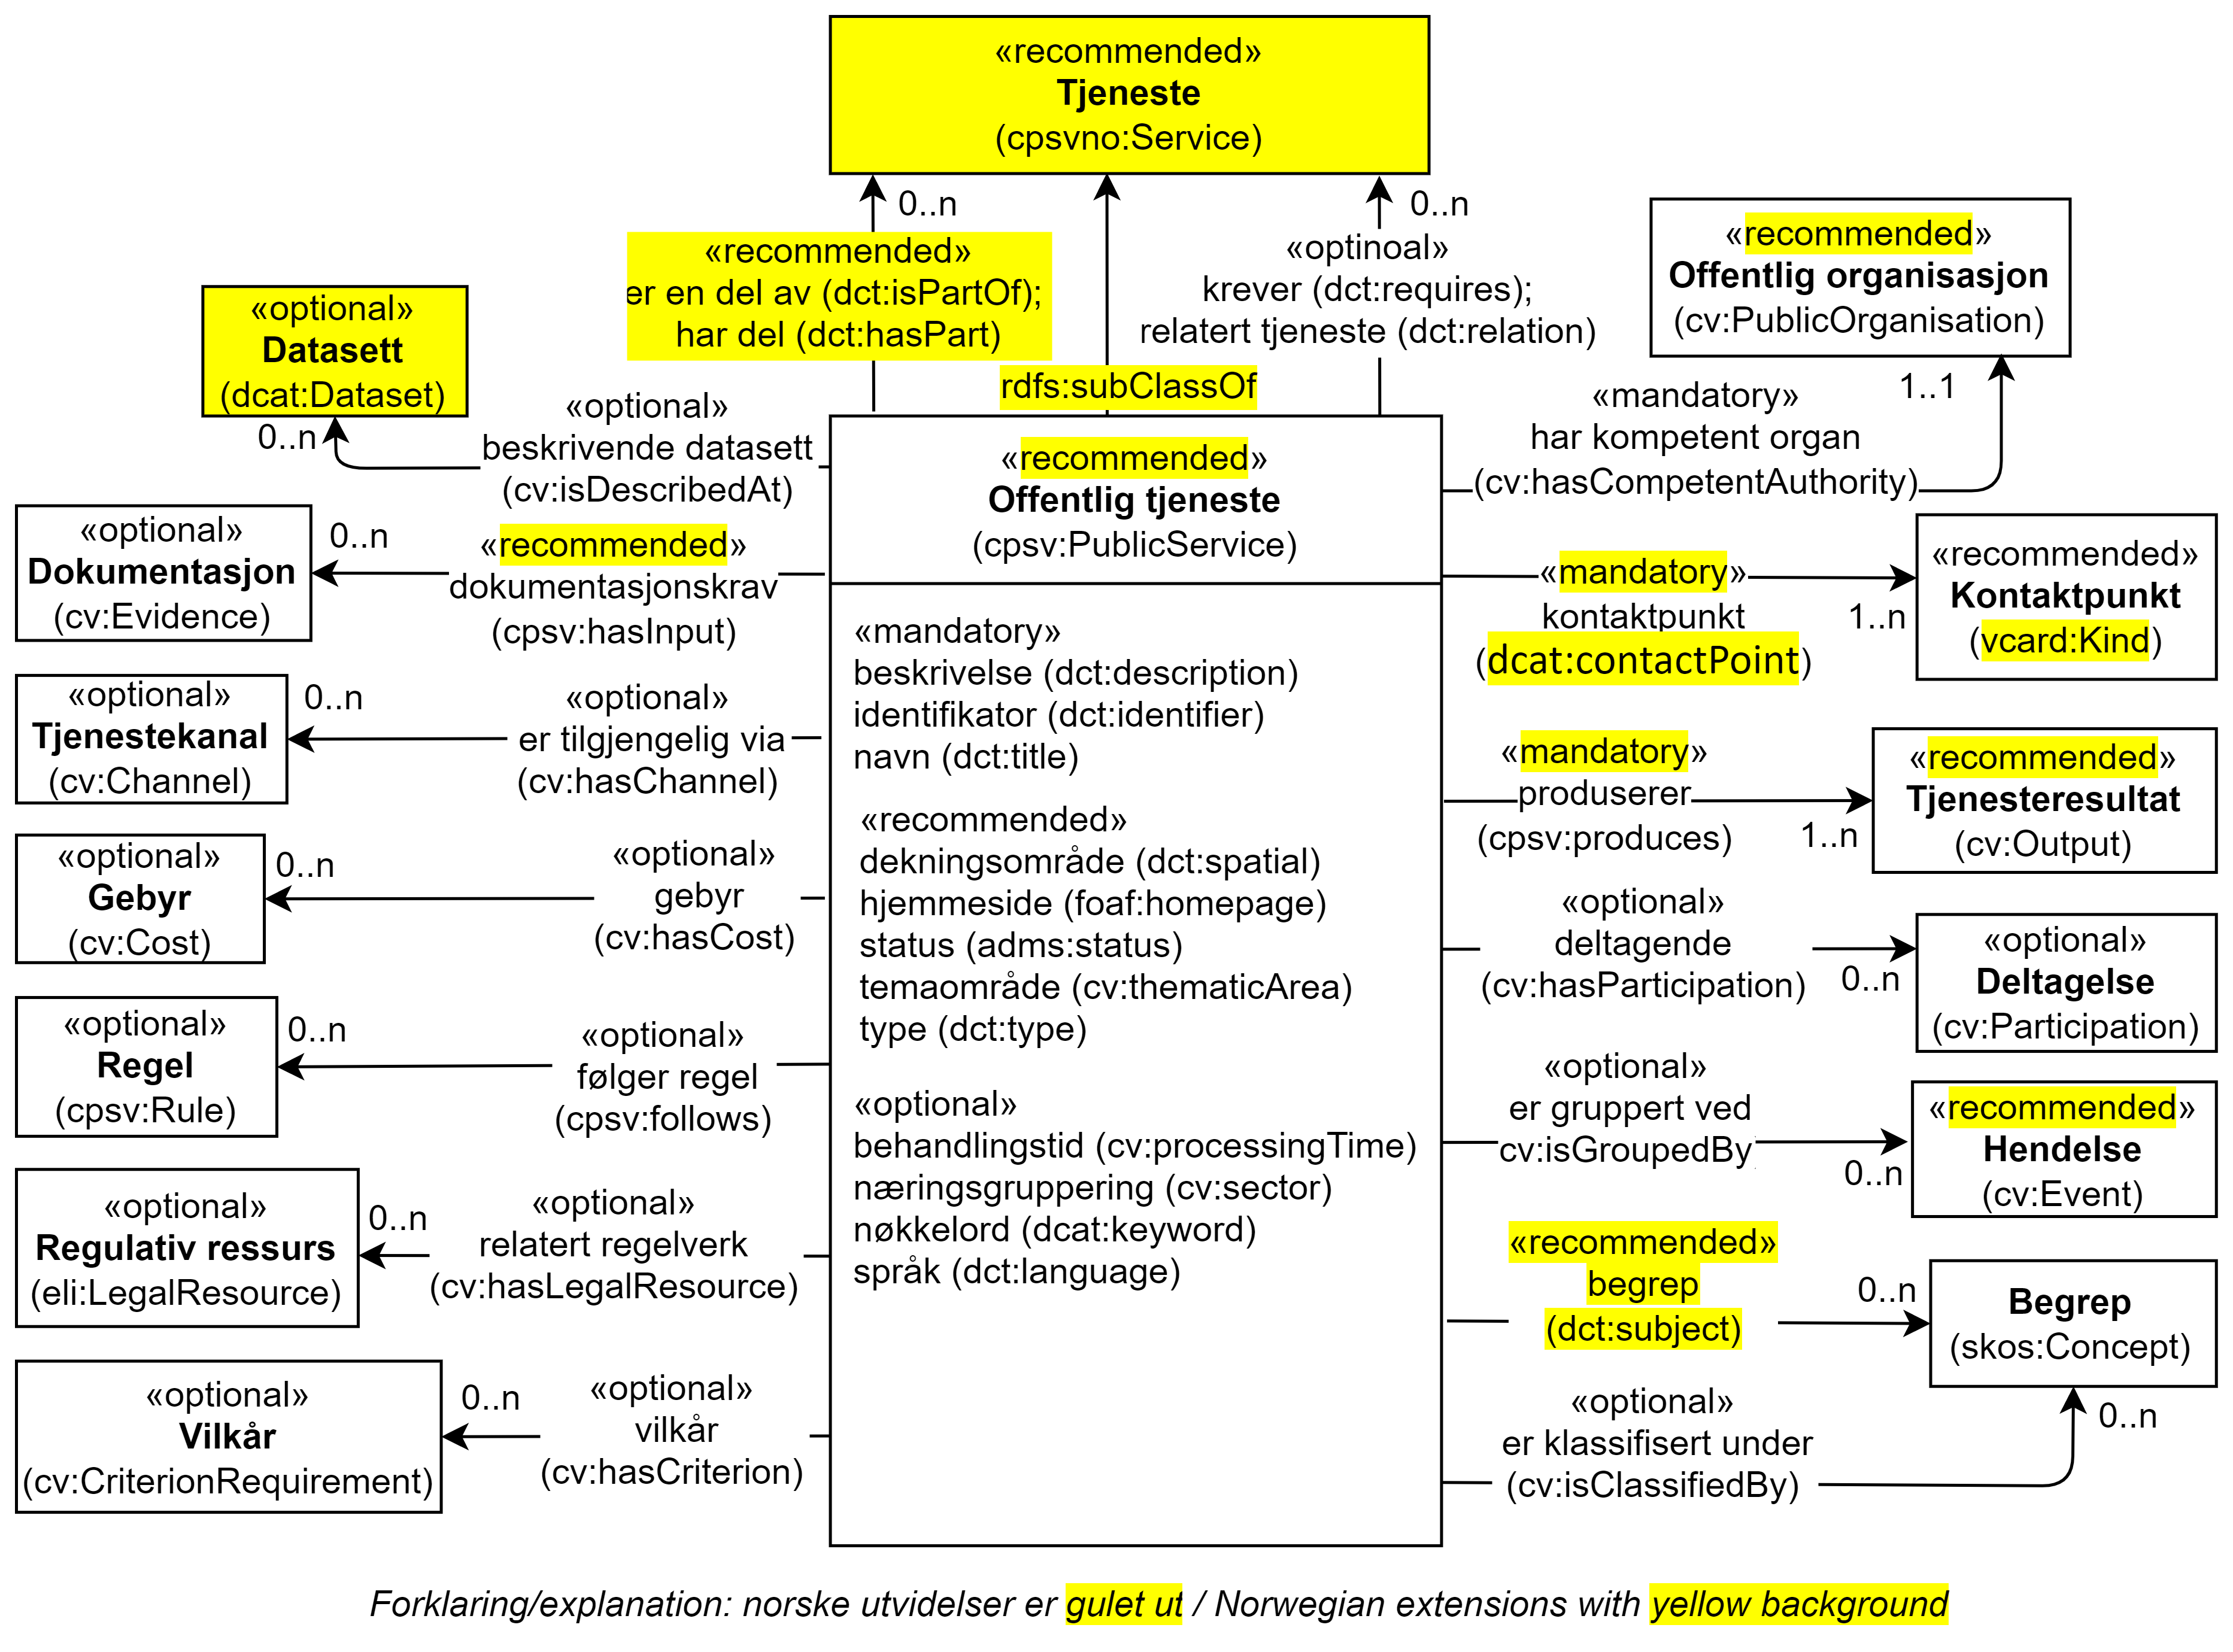 «recommended»
Tjeneste
(cpsvno:Service)
0..n
0..n
«recommended»
er en del av (dct:isPartOf);
har del (dct:hasPart)
rdfs:subClassOf
«optinoal»
krever (dct:requires);
relatert tjeneste (dct:relation)
«recommended»
Offentlig organisasjon
(cv:PublicOrganisation)
1..1
«mandatory»
har kompetent organ
(cv:hasCompetentAuthority)
«optional»
Datasett
(dcat:Dataset)
0..n
«optional»
beskrivende datasett
(cv:isDescribedAt)
«optional»
Dokumentasjon
(cv:Evidence)
0..n
«recommended»
dokumentasjonskrav
(cpsv:hasInput)
«optional»
Tjenestekanal
(cv:Channel)
0..n
«optional»
er tilgjengelig via
(cv:hasChannel)
«optional»
Gebyr
(cv:Cost)
0..n
«optional»
gebyr
(cv:hasCost)
«optional»
Regel
(cpsv:Rule)
0..n
«optional»
følger regel
(cpsv:follows)
«optional»
Regulativ ressurs
(eli:LegalResource)
0..n
«optional»
relatert regelverk
(cv:hasLegalResource)
«optional»
Vilkår
(cv:CriterionRequirement)
0..n
«optional»
vilkår
(cv:hasCriterion)
«recommended»
Offentlig tjeneste
(cpsv:PublicService)
«mandatory»
beskrivelse (dct:description)
identifikator (dct:identifier)
navn (dct:title)
«recommended»
dekningsområde (dct:spatial)
hjemmeside (foaf:homepage)
status (adms:status)
temaområde (cv:thematicArea)
type (dct:type)
«optional»
behandlingstid (cv:processingTime)
næringsgruppering (cv:sector)
nøkkelord (dcat:keyword)
språk (dct:language)
«mandatory»
kontaktpunkt
(dcat:contactPoint)
1..n
«recommended»
Kontaktpunkt
(vcard:Kind)
«mandatory»
produserer
(cpsv:produces)
1..n
«recommended»
Tjenesteresultat
(cv:Output)
«optional»
deltagende
(cv:hasParticipation)
0..n
«optional»
Deltagelse
(cv:Participation)
«optional»
er gruppert ved
cv:isGroupedBy
0..n
«recommended»
Hendelse
(cv:Event)
«recommended»
begrep
(dct:subject)
0..n
Begrep
(skos:Concept)
«optional»
er klassifisert under
(cv:isClassifiedBy)
0..n
Forklaring/explanation: norske utvidelser er gulet ut / Norwegian extensions with yellow background